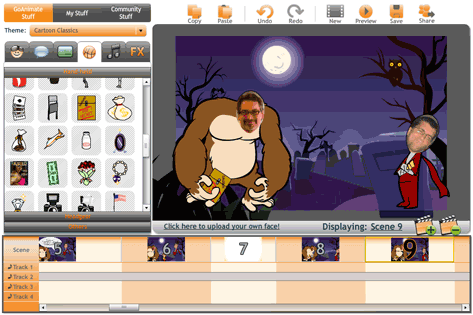 GoAnimate Stuff
My Stuff
Community Stuff
Theme: Cartoon Classics
FX
Copy
Paste
Undo
Redo
New
Preview
Save
Share
Click here to upload your own face!
Displaying: Scene 9
Scene
5
6
7
8
9
Track 1
Track 2
Track 3
Track 4